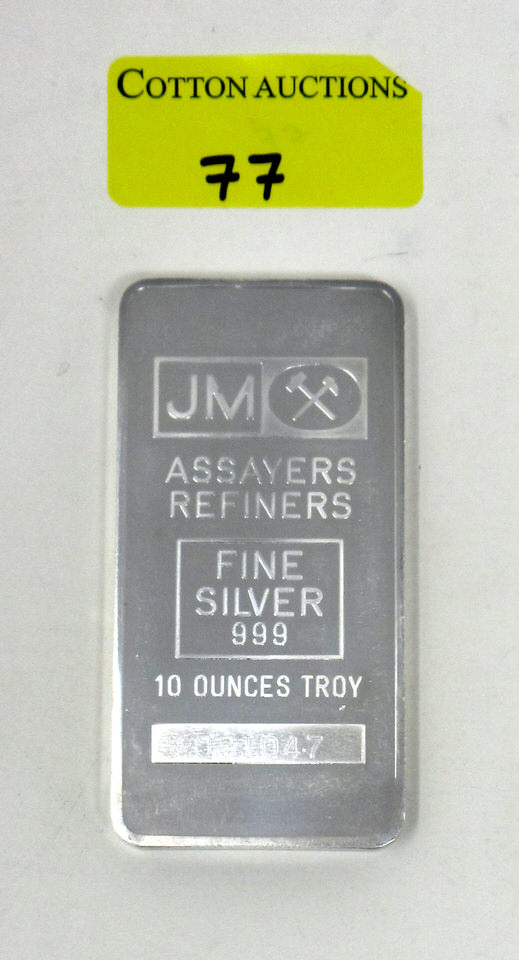 COTTON AUCTIONS
77
JM
ASSAYERS
REFINERS
FINE
SILVER
999
10 OUNCES TROY